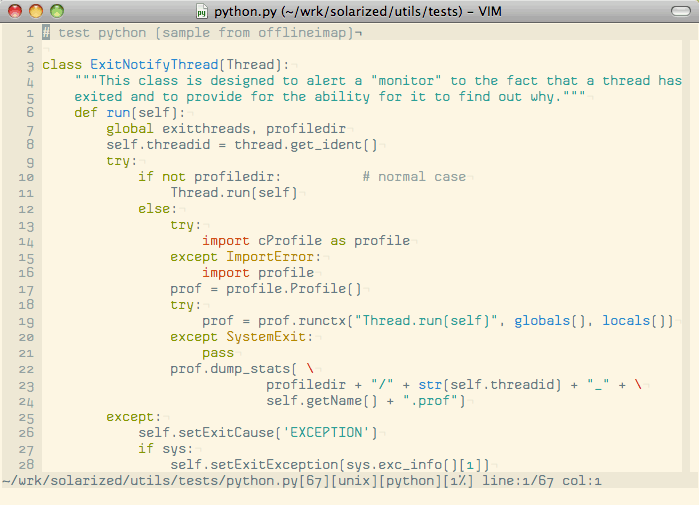 python.py (~/wrk/solarized/utils/tests) – VIM
1 # test python (sample from offlineimap)¬
2 ¬
3 class ExitNotifyThread(Thread):¬
4     """This class is designed to alert a "monitor" to the fact that a thread has
5     exited and to provide for the ability for it to find out why."""¬
6     def run(self):¬
7         global exitthreads, profiledir¬
8         self.threadid = thread.get_ident()¬
9         try:¬
10             if not profiledir:          # normal case¬
11                 Thread.run(self)¬
12             else:¬
13                 try:¬
14                     import cProfile as profile¬
15                 except ImportError:¬
16                     import profile¬
17                 prof = profile.Profile()¬
18                 try:¬
19                     prof = prof.runctx("Thread.run(self)", globals(), locals())¬
20                 except SystemExit:¬
21                     pass¬
22                 prof.dump_stats( \¬
23                             profiledir + "/" + str(self.threadid) + "_" + \¬
24                             self.getName() + ".prof")¬
25         except:¬
26             self.setExitCause('EXCEPTION')¬
27             if sys:¬
28                 self.setExitException(sys.exc_info()[1])¬
~/wrk/solarized/utils/tests/python.py[67][unix][python][1%] line:1/67 col:1